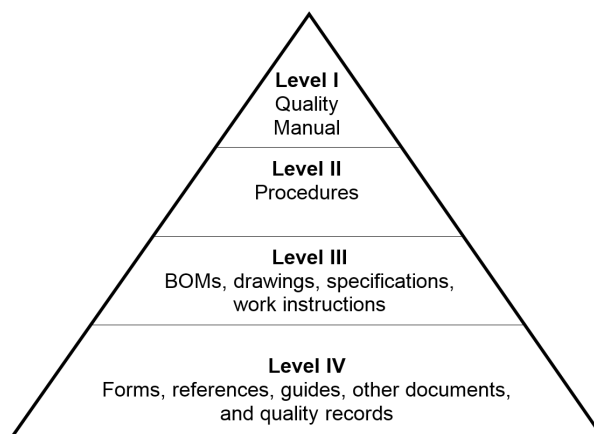 Level I
Quality
Manual
Level II
Procedures
Level III
BOMs, drawings, specifications,
work instructions
Level IV
Forms, references, guides, other documents,
and quality records